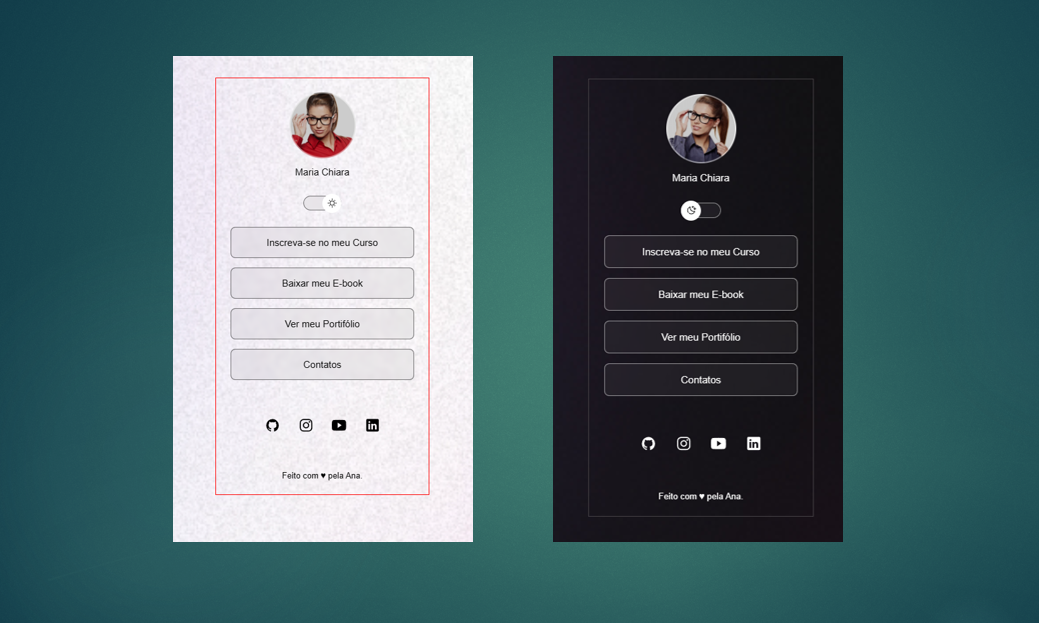 Maria Chiara
Inscreva-se no meu Curso
Baixar meu E-book
Ver meu Portifólio
Contatos
Feito com ♥ pela Ana.
Maria Chiara
Inscreva-se no meu Curso
Baixar meu E-book
Ver meu Portifólio
Contatos
Feito com ♥ pela Ana.